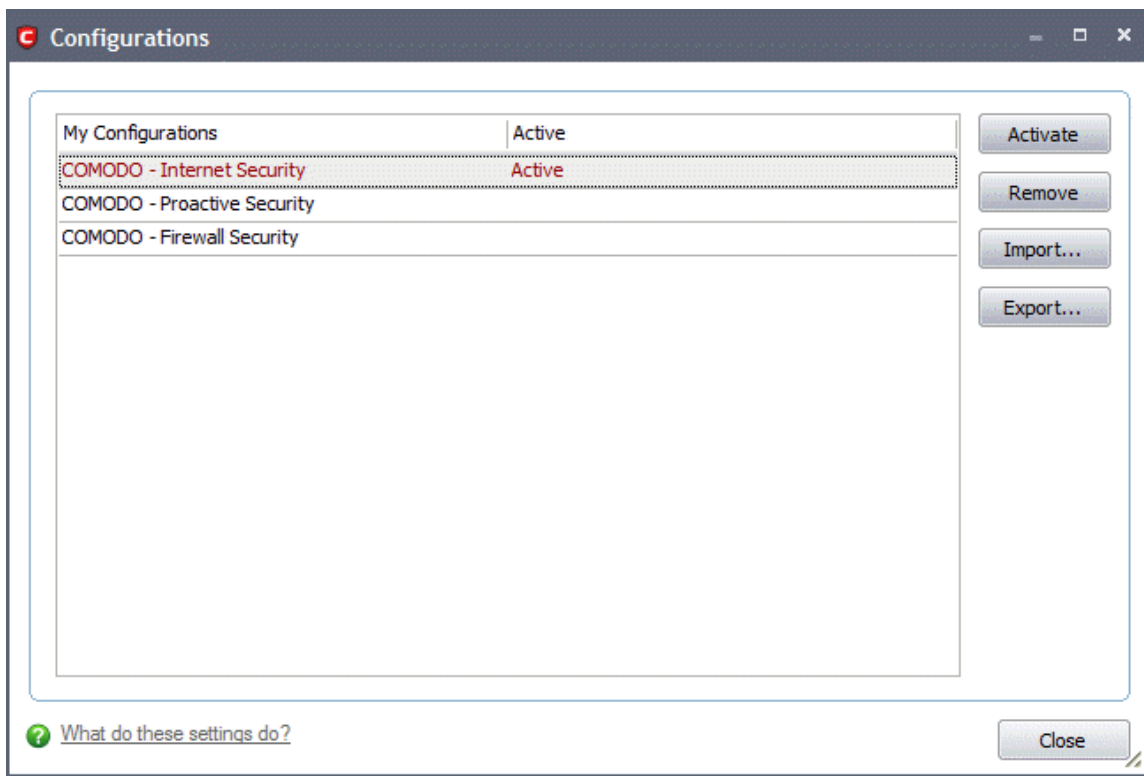 Configurations
My Configurations Active
COMODO - Internet Security Active
COMODO - Proactive Security
COMODO - Firewall Security
Activate
Remove
Import...
Export...
What do these settings do?
Close